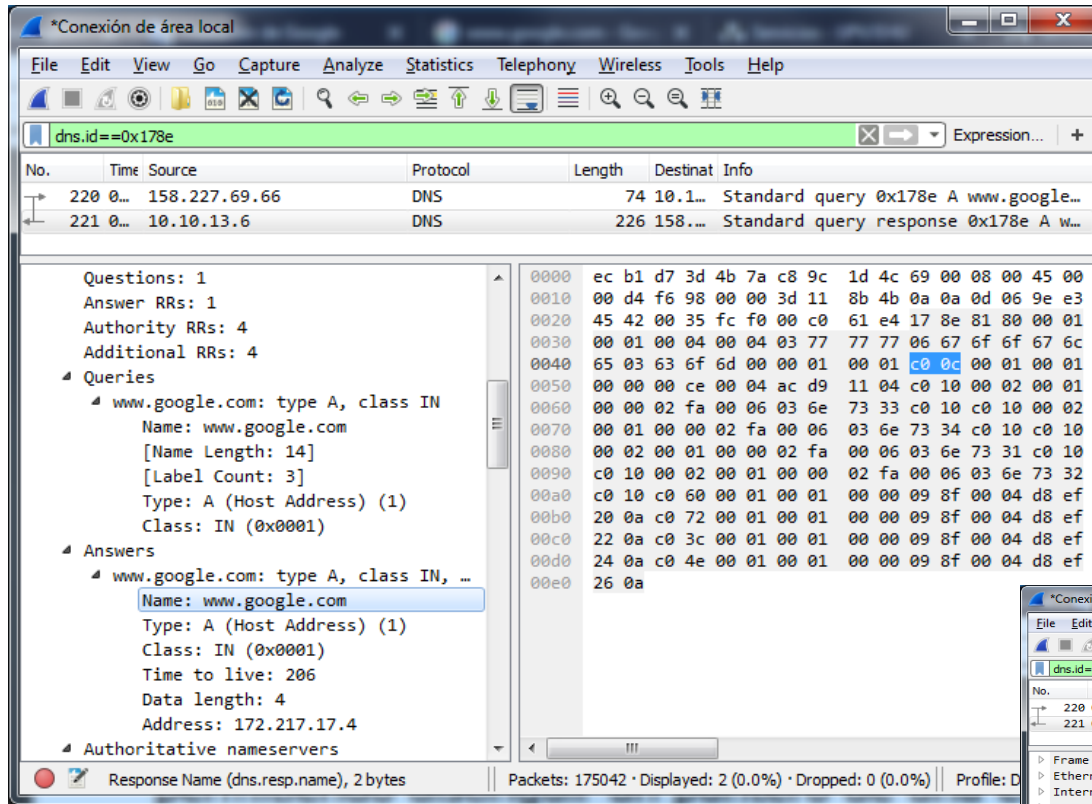 *Conexión de área local
File Edit View Go Capture Analyze Statistics Telephony Wireless Tools Help
dns.id==0x178e Expression... +
No. Time Source Protocol Length Destinat Info
220 0... 158.227.69.66 DNS 74 10.1... Standard query 0x178e A www.google...
221 0... 10.10.13.6 DNS 226 158.... Standard query response 0x178e A w...
Questions: 1
Answer RRs: 1
Authority RRs: 4
Additional RRs: 4
Queries
www.google.com: type A, class IN
Name: www.google.com
[Name Length: 14]
[Label Count: 3]
Type: A (Host Address) (1)
Class: IN (0x0001)
Answers
www.google.com: type A, class IN, ...
Name: www.google.com
Type: A (Host Address) (1)
Class: IN (0x0001)
Time to live: 206
Data length: 4
Address: 172.217.17.4
Authoritative nameservers
0000 ec b1 d7 3d 4b 7a c8 9c 1d 4c 69 00 08 00 45 00
0010 00 d4 f6 98 00 00 3d 11 8b 4b 0a 0a 0d 06 9e e3
0020 45 42 00 35 fc f0 00 c0 61 e4 17 8e 81 80 00 01
0030 00 01 00 04 00 04 03 77 77 77 06 67 6f 6f 67 6c
0040 65 03 63 6f 6d 00 00 01 00 01 c0 0c 00 01 00 01
0050 00 00 00 ce 00 04 ac d9 11 04 c0 10 00 02 00 01
0060 00 00 02 fa 00 06 03 6e 73 33 c0 10 c0 10 00 02
0070 00 01 00 00 02 fa 00 06 03 6e 73 34 c0 10 c0 10
0080 00 02 00 01 00 00 02 fa 00 06 03 6e 73 31 c0 10
0090 c0 10 00 02 00 01 00 00 02 fa 00 06 03 6e 73 32
00a0 c0 10 c0 60 00 01 00 01 00 00 09 8f 00 04 d8 ef
00b0 20 0a c0 72 00 01 00 01 00 00 09 8f 00 04 d8 ef
00c0 22 0a c0 3c 00 01 00 01 00 00 09 8f 00 04 d8 ef
00d0 24 0a c0 4e 00 01 00 01 00 00 09 8f 00 04 d8 ef
00e0 26 0a
Response Name (dns.resp.name), 2 bytes Packets: 175042 · Displayed: 2 (0.0%) · Dropped: 0 (0.0%) Profile: D
*Conexi
File Edit
dns.id=
No.
220
221
Frame
Ethern
Intern